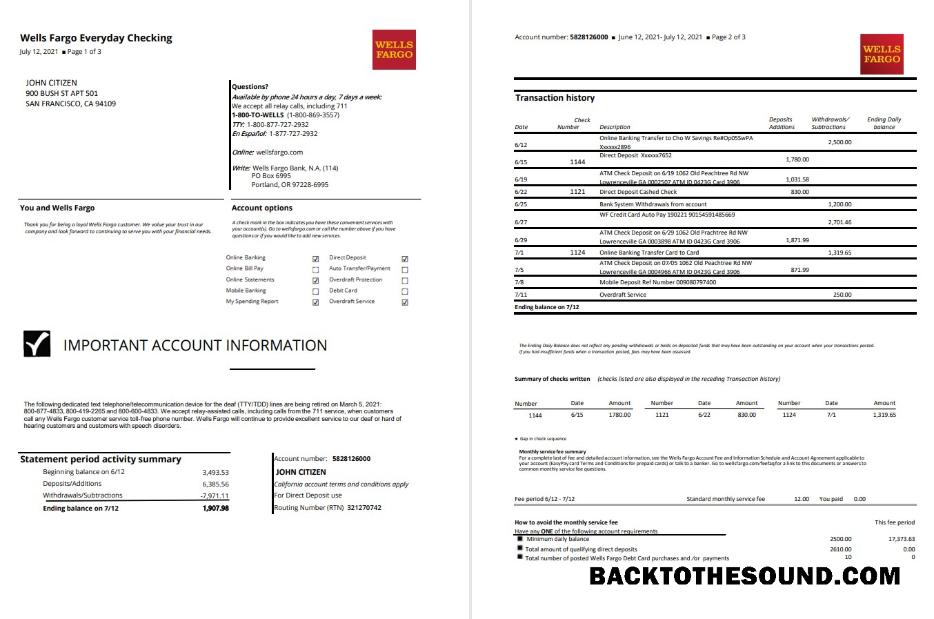 Wells Fargo Everyday Checking
July 12, 2021 ■ Page 1 of 3
WELLS
FARGO
JOHN CITIZEN
900 BUSH ST APT 501
SAN FRANCISCO, CA 94109
Questions?
Available by phone 24 hours a day, 7 days a week:
We accept all relay calls, including 711
1-800-TO-WELLS (1-800-869-3557)
TTY: 1-800-877-727-2932
En Español: 1-877-727-2932
Online: wellsfargo.com
Write: Wells Fargo Bank, N.A. (114)
PO Box 6995
Portland, OR 97228-6995
You and Wells Fargo
Thank you for being a loyal Wells Fargo customer. We value your trust in our
company and look forward to continuing to serve you with your financial needs.
Account options
A check mark in the box indicates you have these convenient services with
your account(s). Go to wellsfargo.com or call the number above if you have
question or if you would like to add new services.
Online Banking ☑ Direct Deposit ☑
Online Bill Pay ☐ Auto Transfer/Payment ☐
Online Statements ☑ Overdraft Protection ☐
Mobile Banking ☐ Debit Card ☐
My Spending Report ☑ Overdraft Service ☑
IMPORTANT ACCOUNT INFORMATION
The following dedicated text telephone/telecommunication device for the deaf (TTY/TDD) lines are being retired on March 5, 2021:
800-877-4833, 800-419-2265 and 800-600-4833. We accept relay-assisted calls, including calls from the 711 service, when customers
call any Wells Fargo customer service toll-free phone number. Wells Fargo will continue to provide excellent service to our deaf or hard of
hearing customers and customers with speech disorders.
Statement period activity summary
Beginning balance on 6/12 3,493.53
Deposits/Additions 6,385.56
Withdrawals/Subtractions -7,971.11
Ending balance on 7/12 1,907.98
Account number: 5828126000
JOHN CITIZEN
California account terms and conditions apply
For Direct Deposit use
Routing Number (RTN) 321270742
Account number: 5828126000 ■ June 12, 2021- July 12, 2021 ■ Page 2 of 3
WELLS
FARGO
Transaction history
Date Check Number Description Deposits Additions Withdrawals/ Subtractions Ending Daily balance
6/12 Online Banking Transfer to Cho W Savings Re#Op05SwPA 2,500.00
Xxxxxx2896
6/15 1144 Direct Deposit Xxxxxx7652 1,780.00
6/19 ATM Check Deposit on 6/19 1062 Old Peachtree Rd NW 1,031.58
Lowrenceville GA 0002507 ATM ID 0423G Card 3906
6/22 1121 Direct Deposit Cashed Check 830.00
6/25 Bank System Withdrawals from account 1,200.00
6/27 WF Credit Card Auto Pay 190221 90154591485669 2,701.46
6/29 ATM Check Deposit on 6/29 1062 Old Prachtree Rd NW 1,871.99
Lowrenceville GA 0003898 ATM ID 0423G Card 3906
7/1 1124 Online Banking Transfer Card to Card 1,319.65
7/5 ATM Check Deposit on 07/05 1062 Old Peachtree Rd NW 871.99
Lowrenceville GA 0004966 ATM ID 0423G Card 3906
7/8 Mobile Deposit Ref Number 009080797400
7/11 Overdraft Service 250.00
Ending balance on 7/12
The Ending Daily Balance does not reflect any pending withdrawals or holds on deposited funds that may have been outstanding on your account when your transactions posted.
If you had insufficient funds when a transaction period, fees may have been assessed.
Summary of checks written (checks listed are also displayed in the receding Transaction history)
Number Date Amount Number Date Amount Number Date Amount
1144 6/15 1780.00 1121 6/22 830.00 1124 7/1 1,319.65
Gap in check sequence
Monthly service fee summary
For a complete list of fee and detailed account information, see the Wells Fargo Account Fee and Information Schedule and Account Agreement applicable to
your account (EasyPay card Terms and Conditions for prepaid cards) or talk to a banker. Go to wellsfargo.com/feefaq for a link to this documents or answers to
common monthly service fee questions.
Fee period 6/12 - 7/12 Standard monthly service fee 12.00 You paid 0.00
How to avoid the monthly service fee This fee period
Have any ONE of the following account requirements
■ Minimum daily balance 2500.00 17,373.63
■ Total amount of qualifying direct deposits 2610.00 0.00
■ Total number of posted Wells Fargo Debit Card purchases and /or payments 10 0
BACKTOTHESOUND.COM